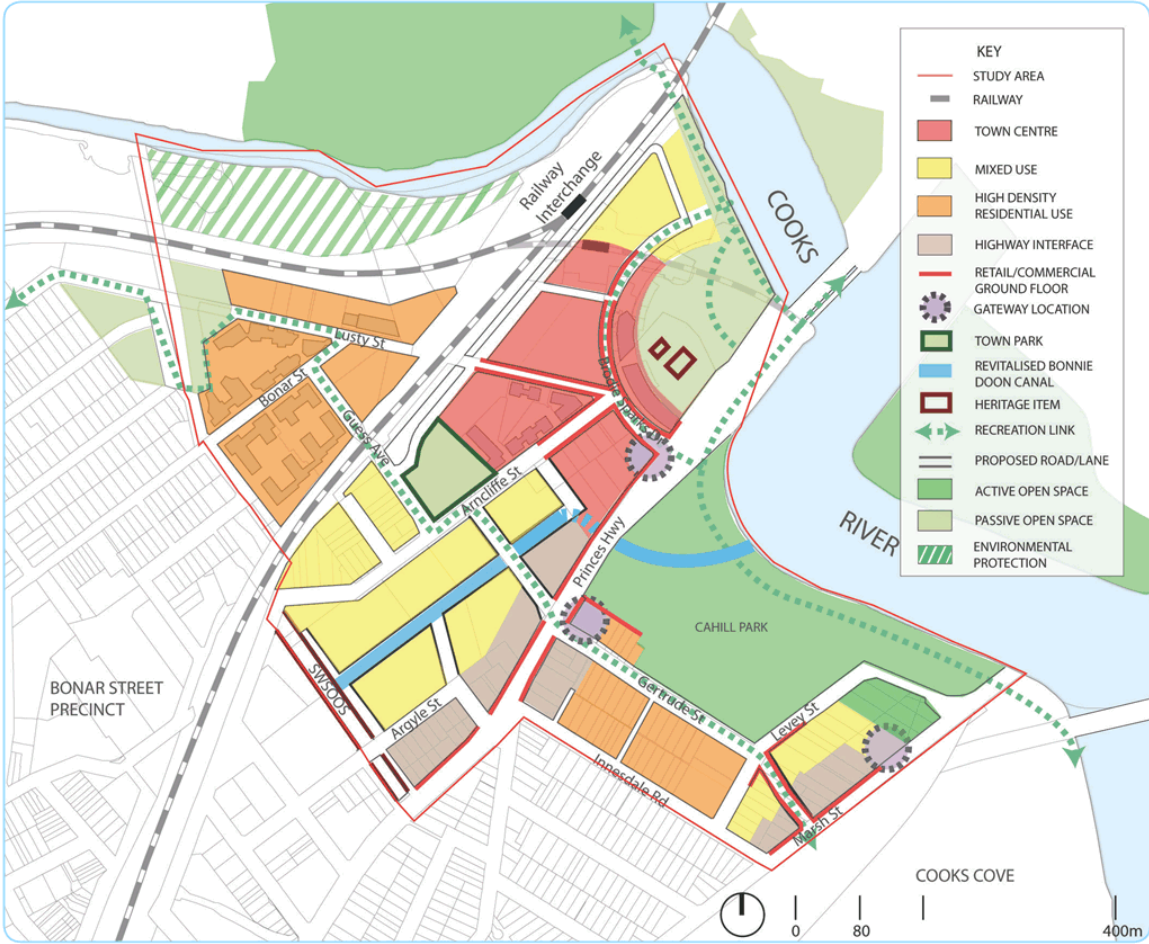 KEY
STUDY AREA
RAILWAY
TOWN CENTRE
MIXED USE
HIGH DENSITY
RESIDENTIAL USE
HIGHWAY INTERFACE
RETAIL/COMMERCIAL
GROUND FLOOR
GATEWAY LOCATION
TOWN PARK
REVITALISED BONNIE
DOON CANAL
HERITAGE ITEM
RECREATION LINK
PROPOSED ROAD/LANE
ACTIVE OPEN SPACE
PASSIVE OPEN SPACE
ENVIRONMENTAL
PROTECTION
Railway
Interchange
COOKS
RIVER
Lusty St
Bonar St
Guess Ave
Brodie Sparks Dr
Arncliffe St
Princes Hwy
CAHILL PARK
SWSOOS
Argyle St
Gertrude St
Levey St
Innesdale Rd
Marsh St
BONAR STREET
PRECINCT
COOKS COVE
0
80
400m